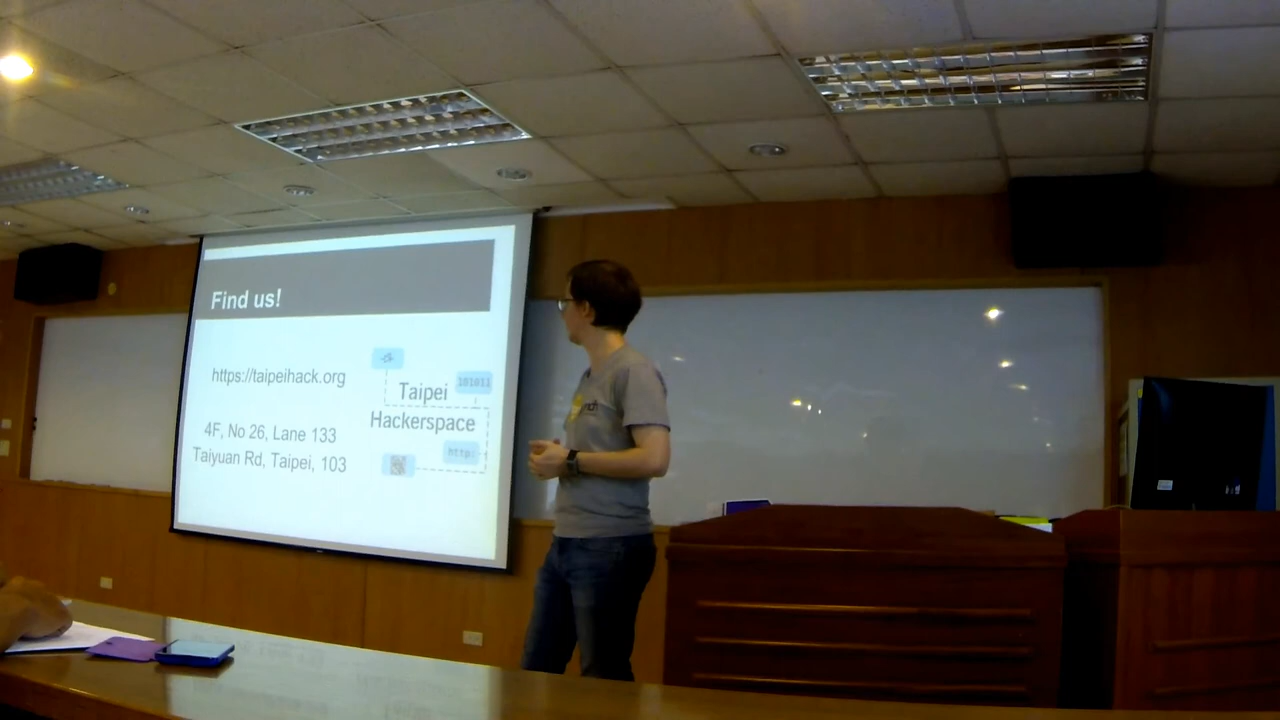 Find us!
https://taipeihack.org
4F, No 26, Lane 133
Taiyuan Rd, Taipei, 103
Taipei
101011
Hackerspace
http: